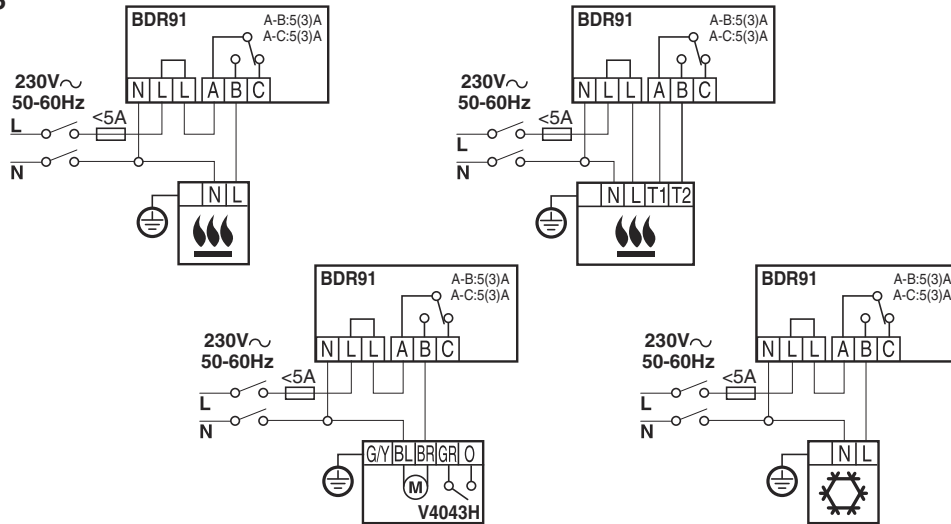 BDR91
A-B:5(3)A
A-C:5(3)A
N L L A B C
230V~
50-60Hz
<5A
L
N
N L
BDR91
A-B:5(3)A
A-C:5(3)A
N L L A B C
230V~
50-60Hz
<5A
L
N
N L T1 T2
BDR91
A-B:5(3)A
A-C:5(3)A
N L L A B C
230V~
50-60Hz
<5A
L
N
G/Y BL BR GR O
M
V4043H
BDR91
A-B:5(3)A
A-C:5(3)A
N L L A B C
230V~
50-60Hz
<5A
L
N
N L